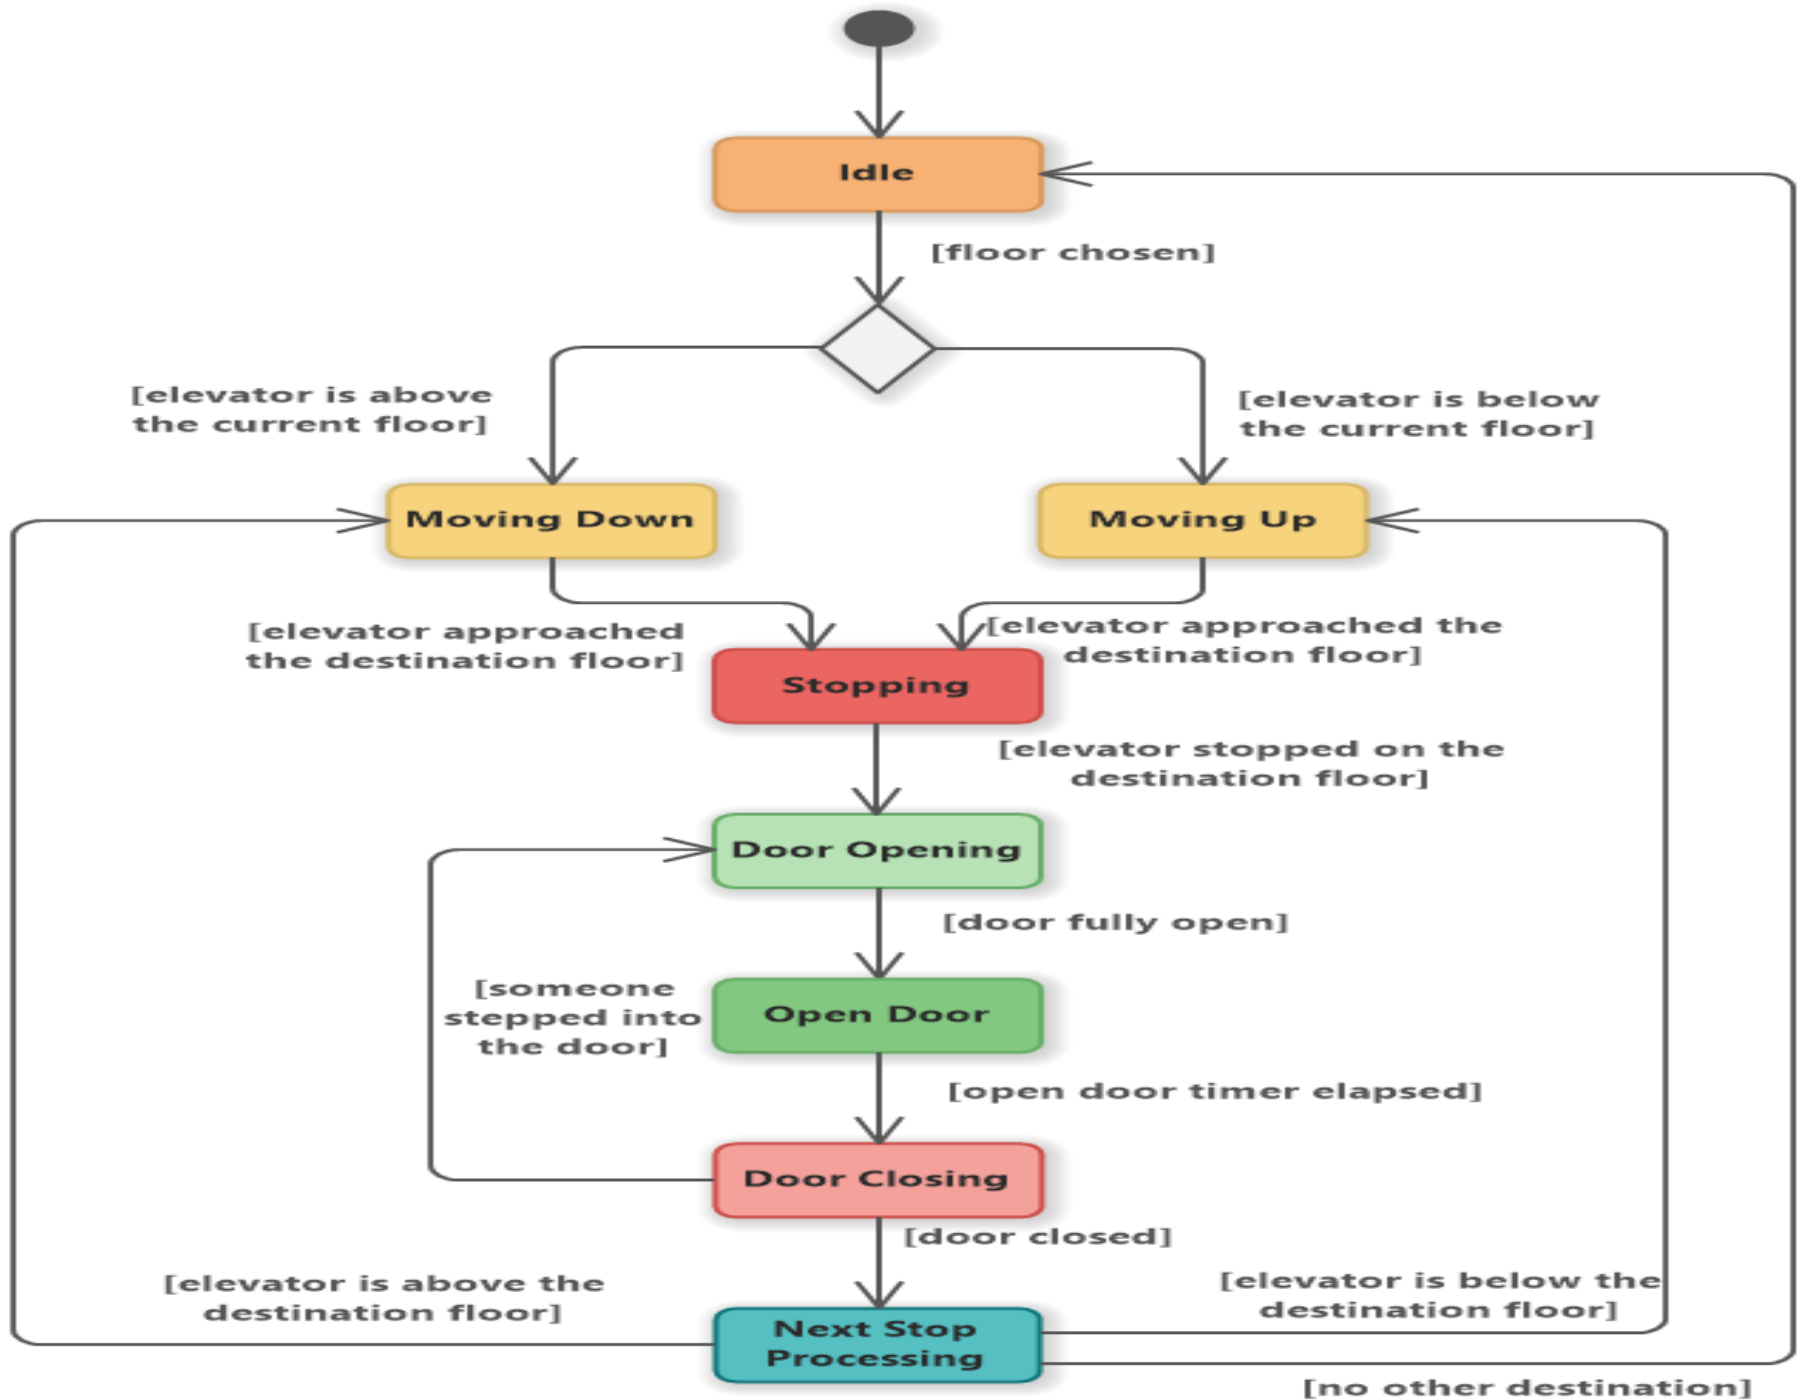 Idle
[floor chosen]
[elevator is above
the current floor]
[elevator is below
the current floor]
Moving Down
Moving Up
[elevator approached
the destination floor]
[elevator approached the
destination floor]
Stopping
[elevator stopped on the
destination floor]
Door Opening
[door fully open]
[someone
stepped into
the door]
Open Door
[open door timer elapsed]
Door Closing
[door closed]
[elevator is above the
destination floor]
[elevator is below the
destination floor]
Next Stop
Processing
[no other destination]